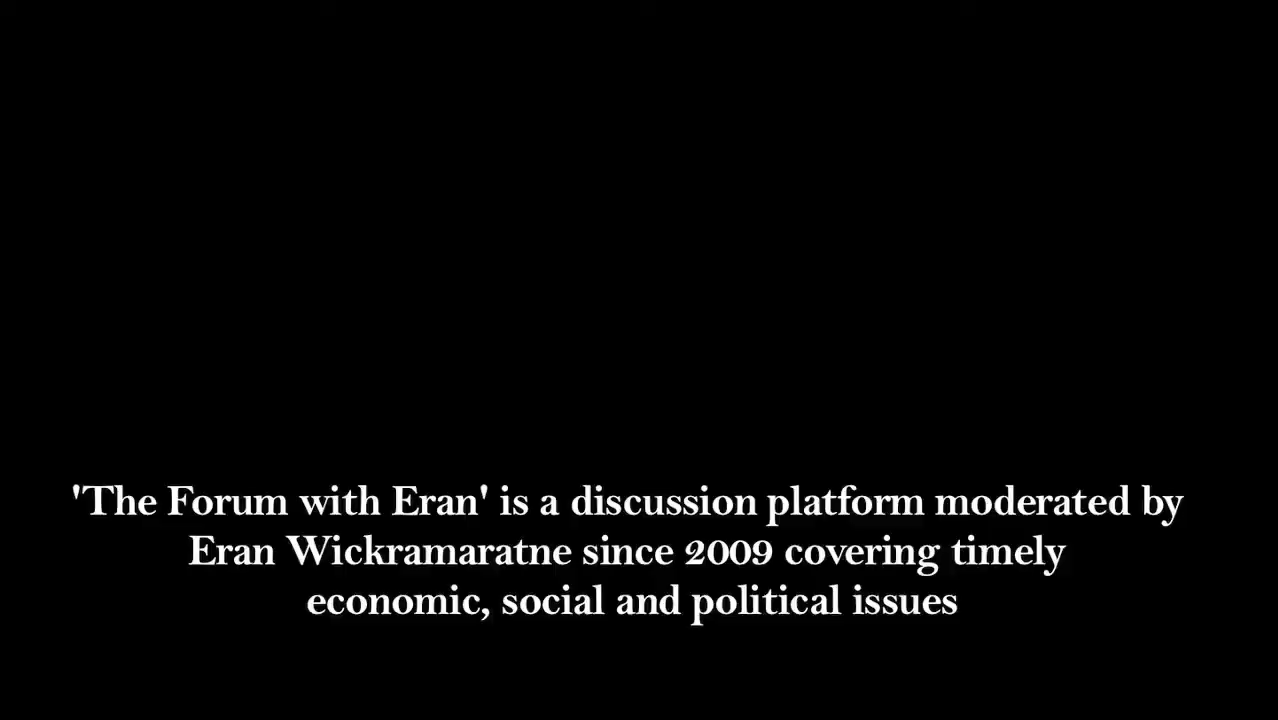 'The Forum with Eran' is a discussion platform moderated by
Eran Wickramaratne since 2009 covering timely
economic, social and political issues